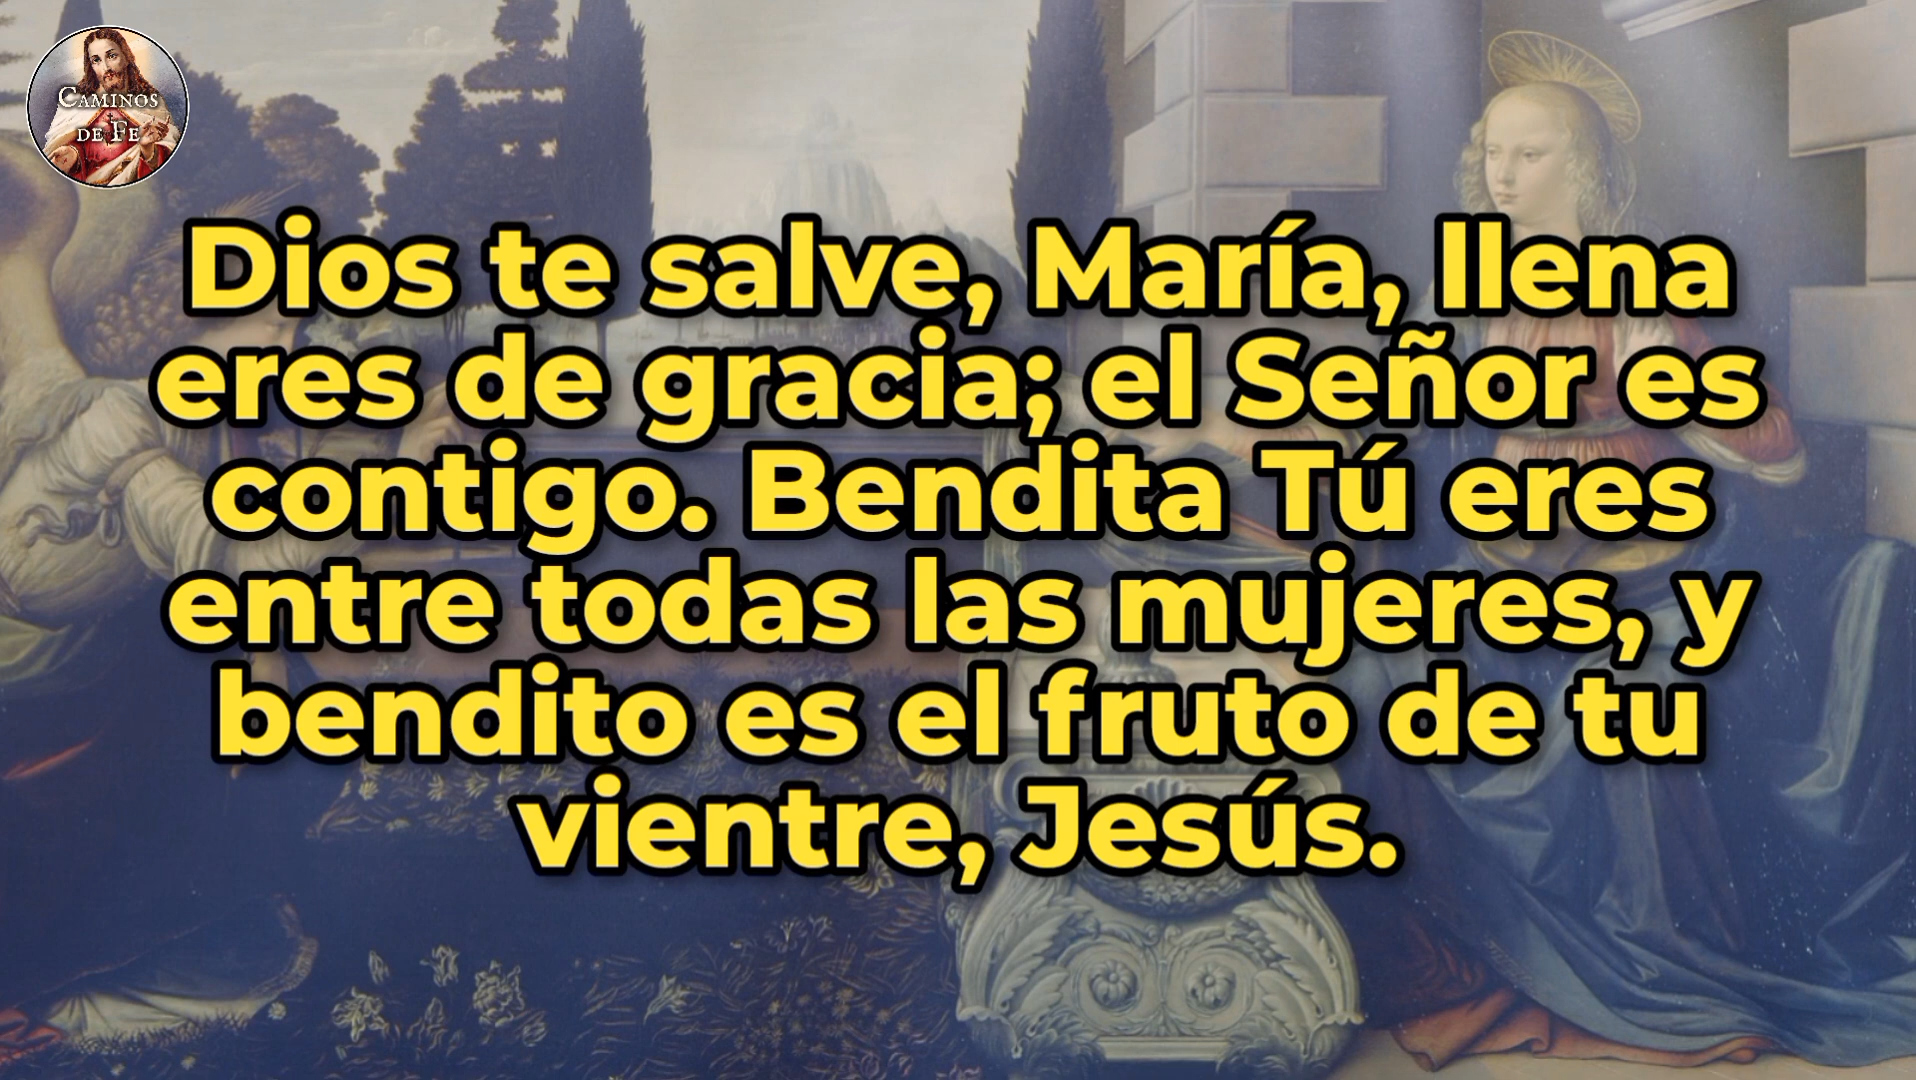 CAMINOS
DE FE
Dios te salve, María, llena
eres de gracia; el Señor es
contigo. Bendita Tú eres
entre todas las mujeres, y
bendito es el fruto de tu
vientre, Jesús.